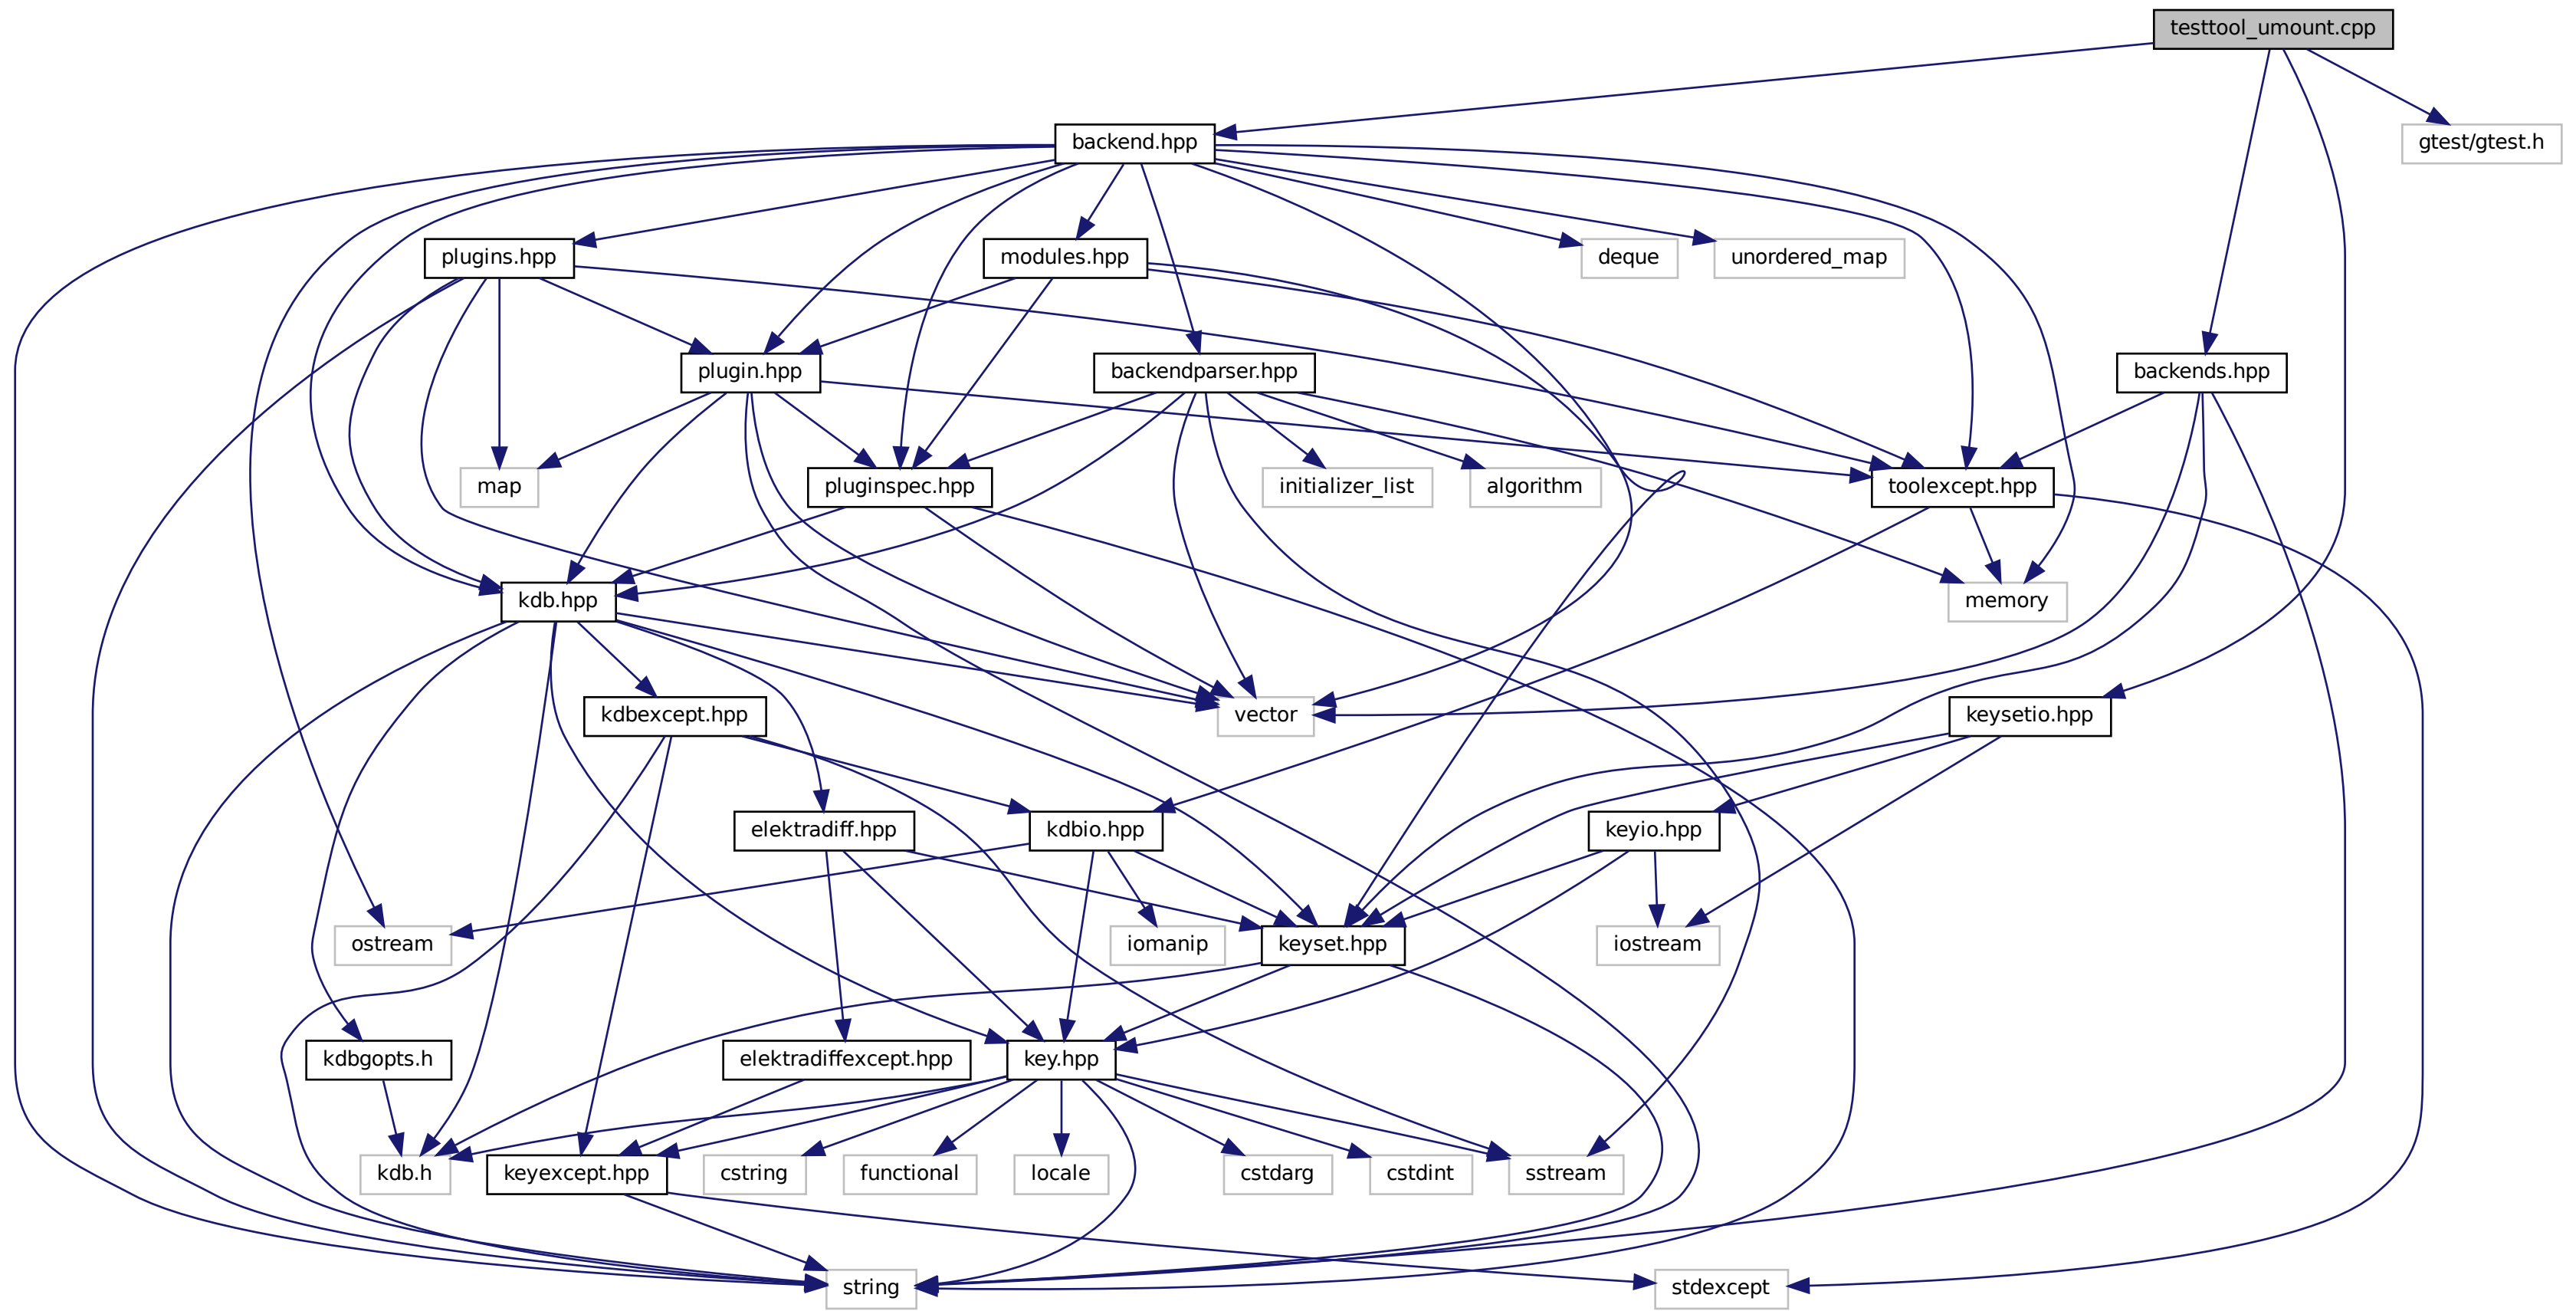 testtool_umount.cpp
backend.hpp
gtest/gtest.h
plugins.hpp
modules.hpp
deque
unordered_map
plugin.hpp
backendparser.hpp
backends.hpp
map
pluginspec.hpp
initializer_list
algorithm
toolexcept.hpp
kdb.hpp
memory
kdbexcept.hpp
vector
keysetio.hpp
elektradiff.hpp
kdbio.hpp
keyio.hpp
ostream
iomanip
keyset.hpp
iostream
kdbgopts.h
elektradiffexcept.hpp
key.hpp
kdb.h
keyexcept.hpp
cstring
functional
locale
cstdarg
cstdint
sstream
string
stdexcept